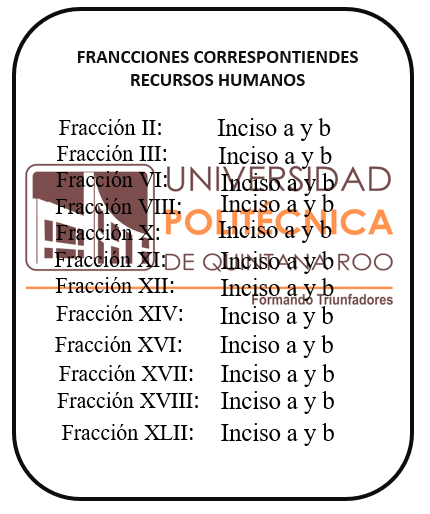 FRANCCIONES CORRESPONTIENDES
RECURSOS HUMANOS
Fracción II: Inciso a y b
Fracción III: Inciso a y b
Fracción VI: Inciso a y b
Fracción VIII: Inciso a y b
Fracción X: Inciso a y b
Fracción XI: Inciso a y b
Fracción XII: Inciso a y b
Fracción XIV: Inciso a y b
Fracción XVI: Inciso a y b
Fracción XVII: Inciso a y b
Fracción XVIII: Inciso a y b
Fracción XLII: Inciso a y b
UNIVERSIDAD
POLITÉCNICA
DE QUINTANA ROO
Formando Triunfadores